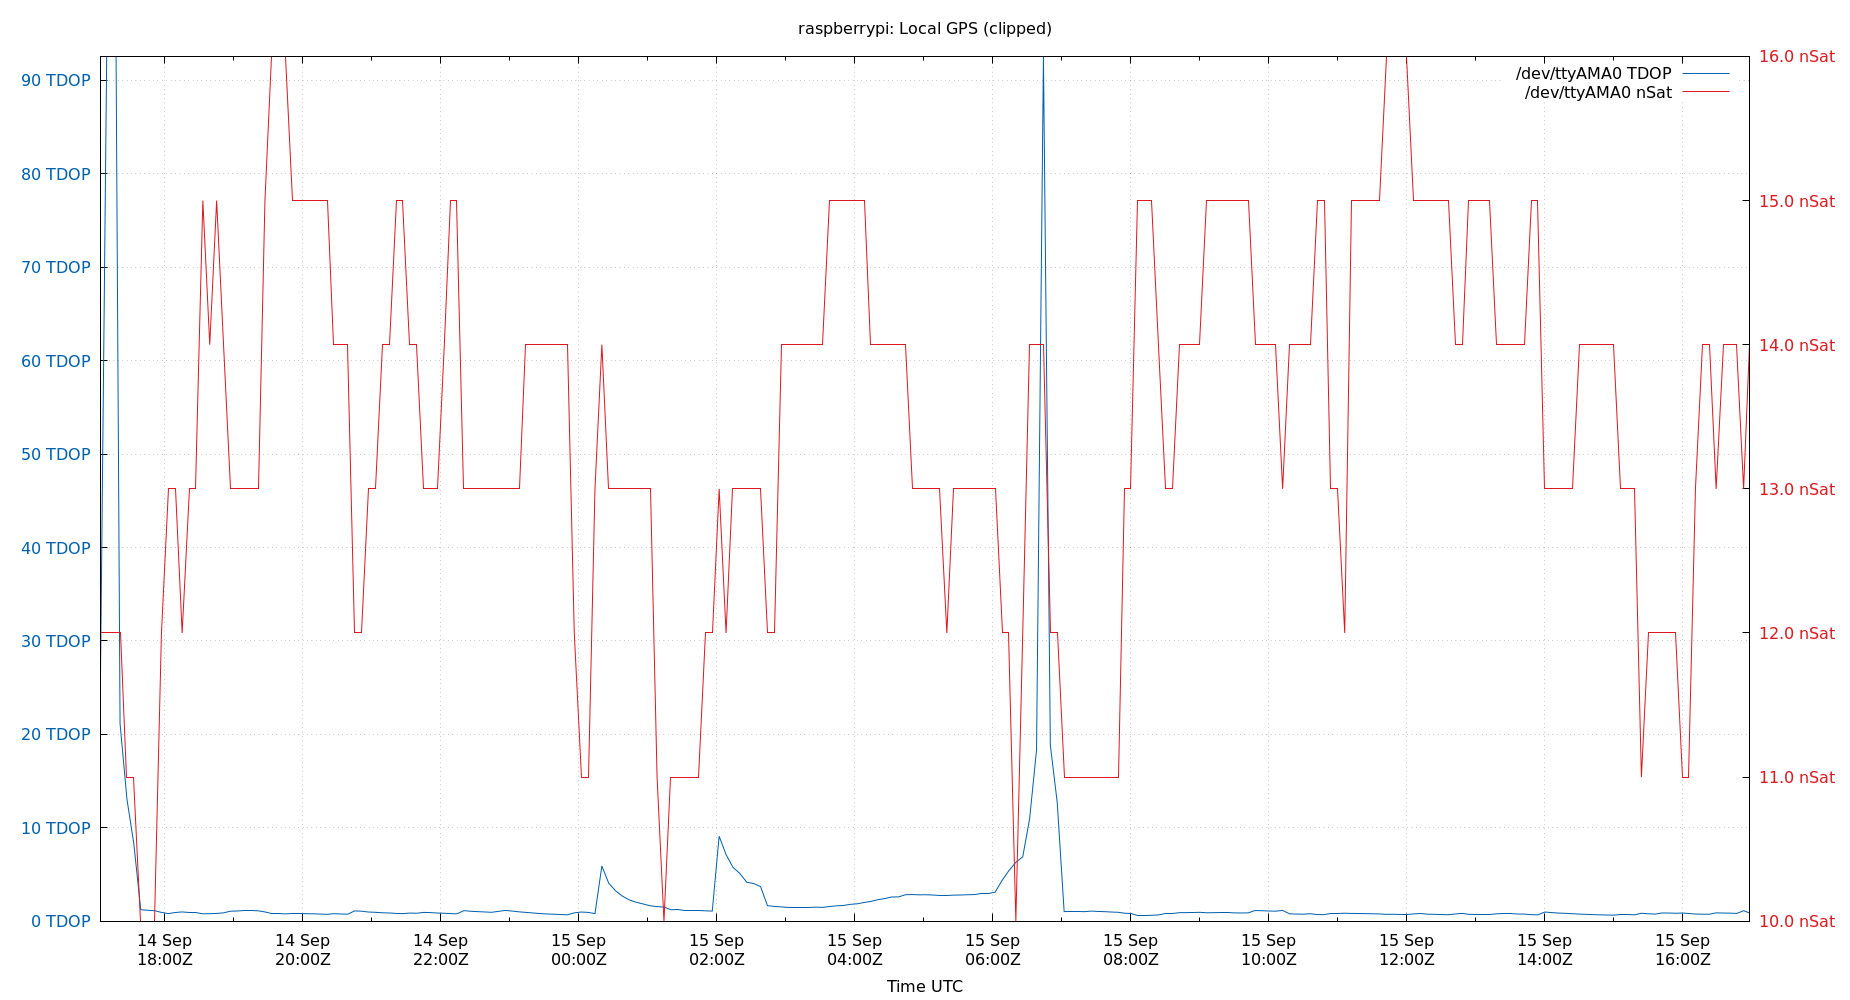 raspberrypi: Local GPS (clipped)
/dev/ttyAMA0 TDOP
/dev/ttyAMA0 nSat
90 TDOP
80 TDOP
70 TDOP
60 TDOP
50 TDOP
40 TDOP
30 TDOP
20 TDOP
10 TDOP
0 TDOP
16.0 nSat
15.0 nSat
14.0 nSat
13.0 nSat
12.0 nSat
11.0 nSat
10.0 nSat
14 Sep
18:00Z
14 Sep
20:00Z
14 Sep
22:00Z
15 Sep
00:00Z
15 Sep
02:00Z
15 Sep
04:00Z
15 Sep
06:00Z
15 Sep
08:00Z
15 Sep
10:00Z
15 Sep
12:00Z
15 Sep
14:00Z
15 Sep
16:00Z
Time UTC